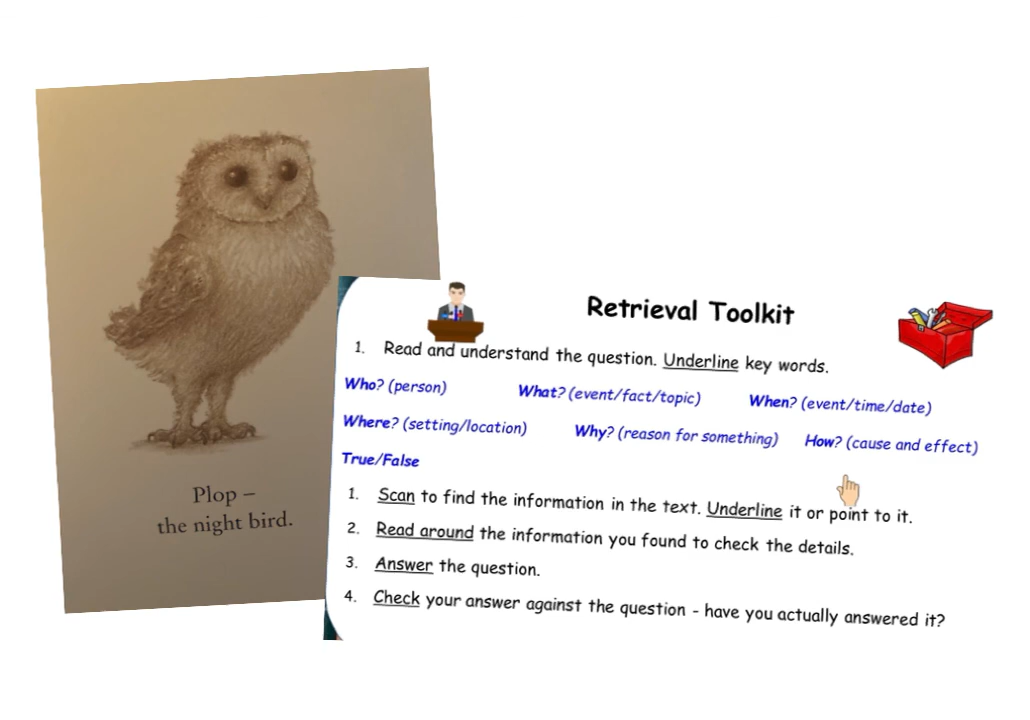 Plop –
the night bird.
Retrieval Toolkit
1. Read and understand the question. Underline key words.
Who? (person) What? (event/fact/topic) When? (event/time/date)
Where? (setting/location) Why? (reason for something) How? (cause and effect)
True/False
1. Scan to find the information in the text. Underline it or point to it.
2. Read around the information you found to check the details.
3. Answer the question.
4. Check your answer against the question - have you actually answered it?